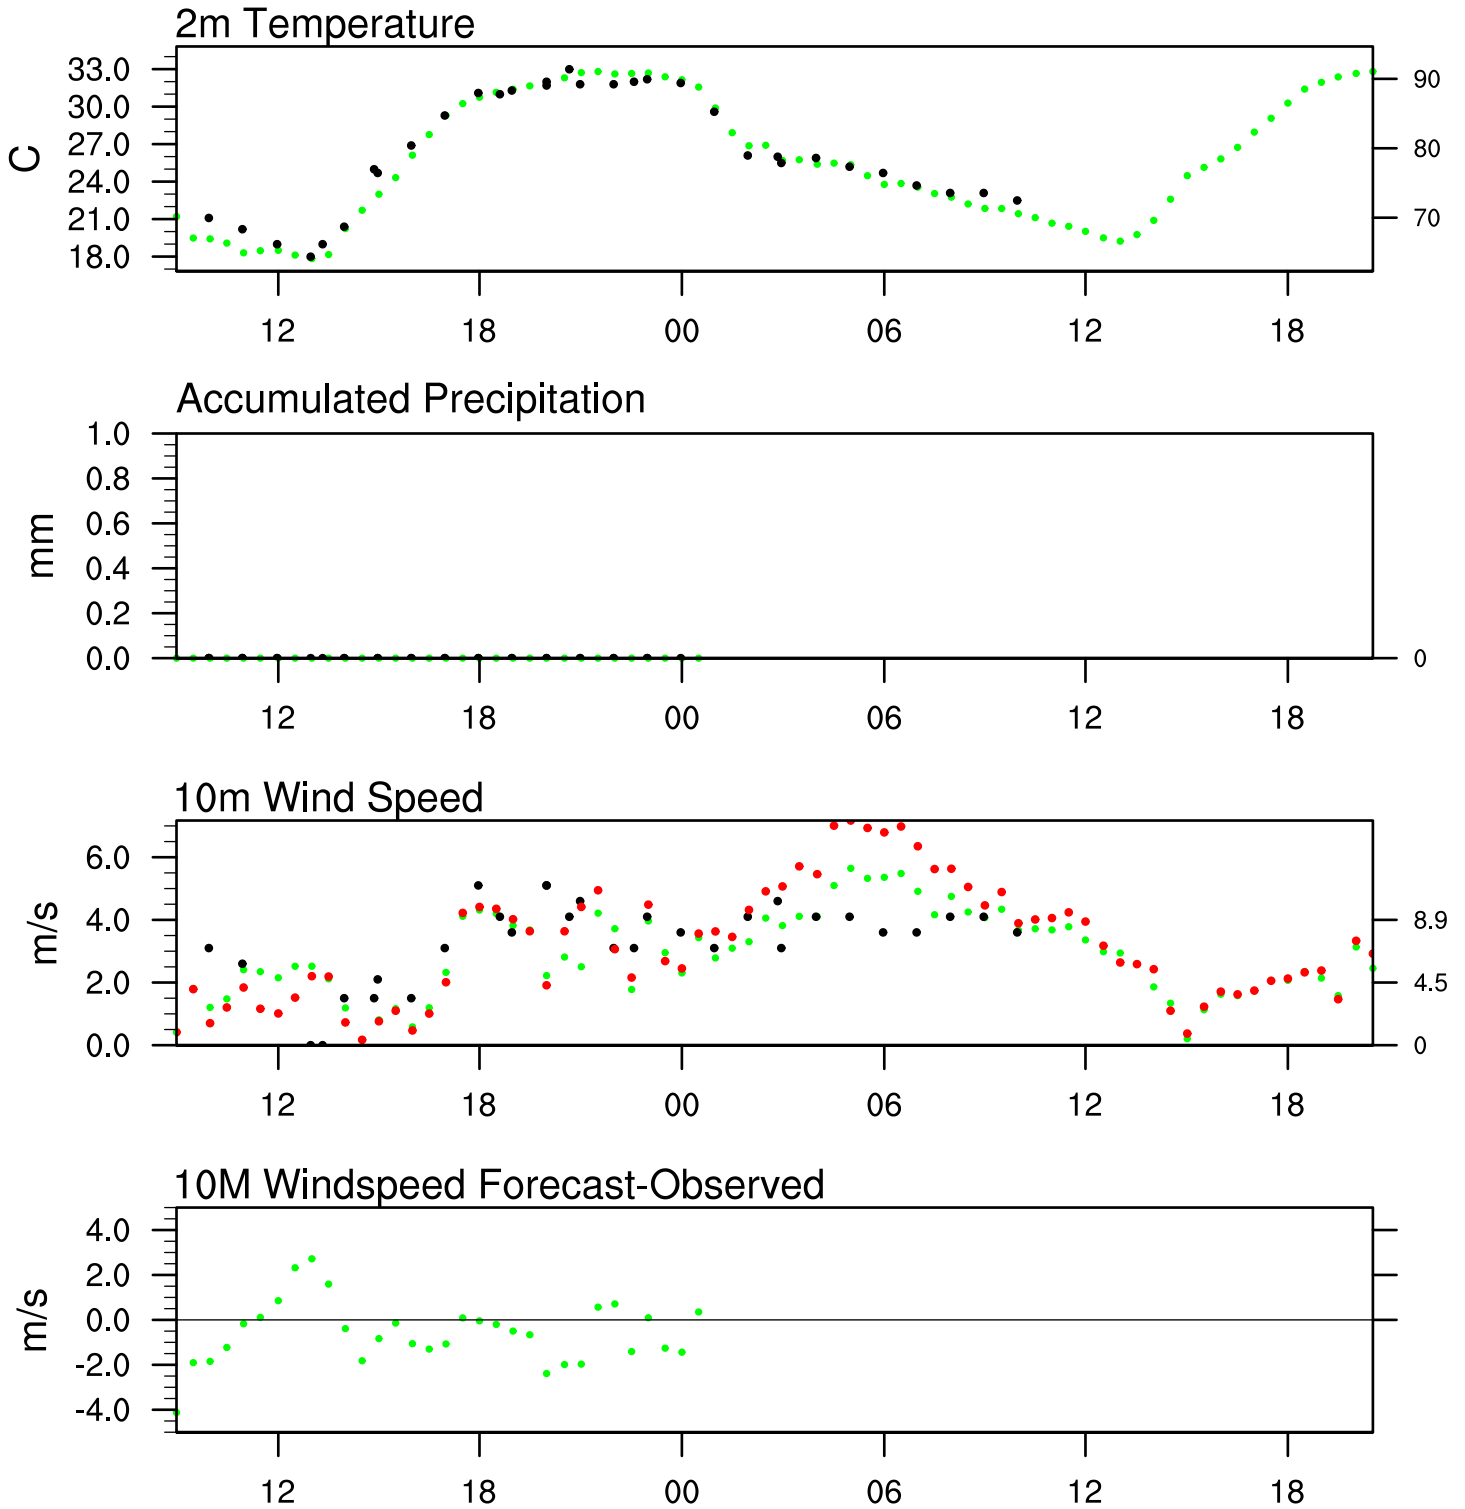 2m Temperature
33.0
30.0
27.0
24.0
21.0
18.0
C
90
80
70
12 18 00 06 12 18
Accumulated Precipitation
1.0
0.8
0.6
0.4
0.2
0.0
mm
0
12 18 00 06 12 18
10m Wind Speed
6.0
4.0
2.0
0.0
m/s
8.9
4.5
0
12 18 00 06 12 18
10M Windspeed Forecast-Observed
4.0
2.0
0.0
-2.0
-4.0
m/s
12 18 00 06 12 18